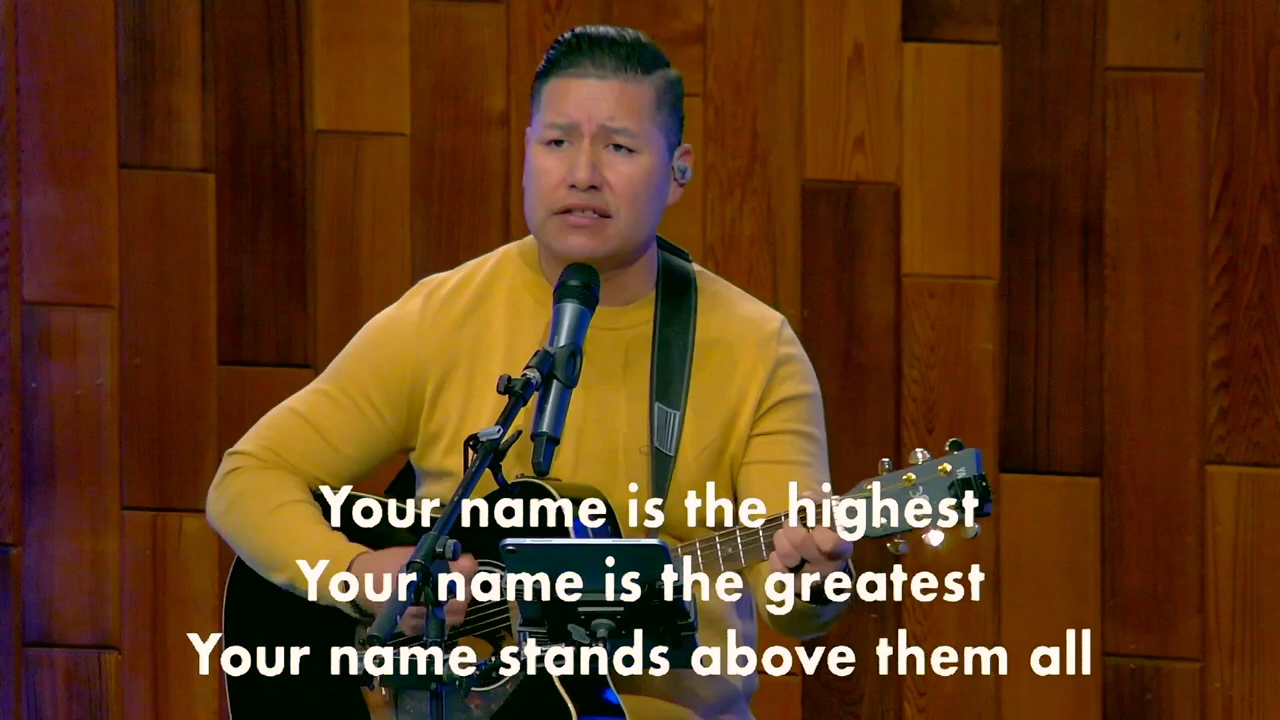 Your name is the highest
Your name is the greatest
Your name stands above them all